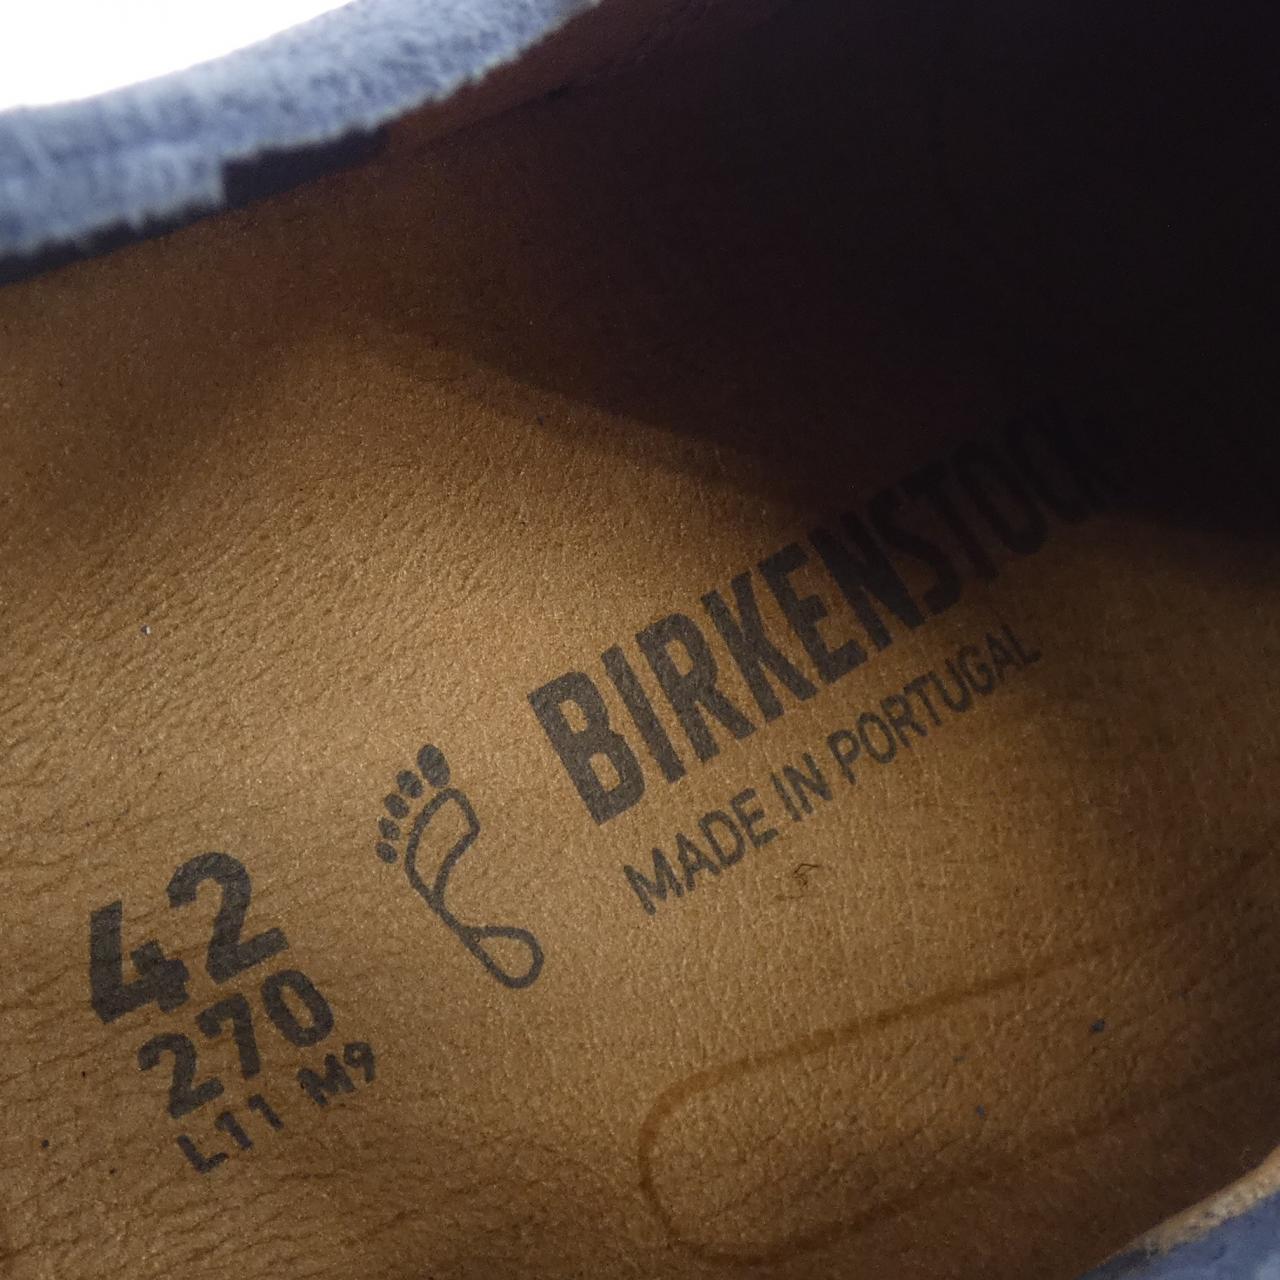 BIRKENSTOCK
MADE IN PORTUGAL
42
270
L11 M9